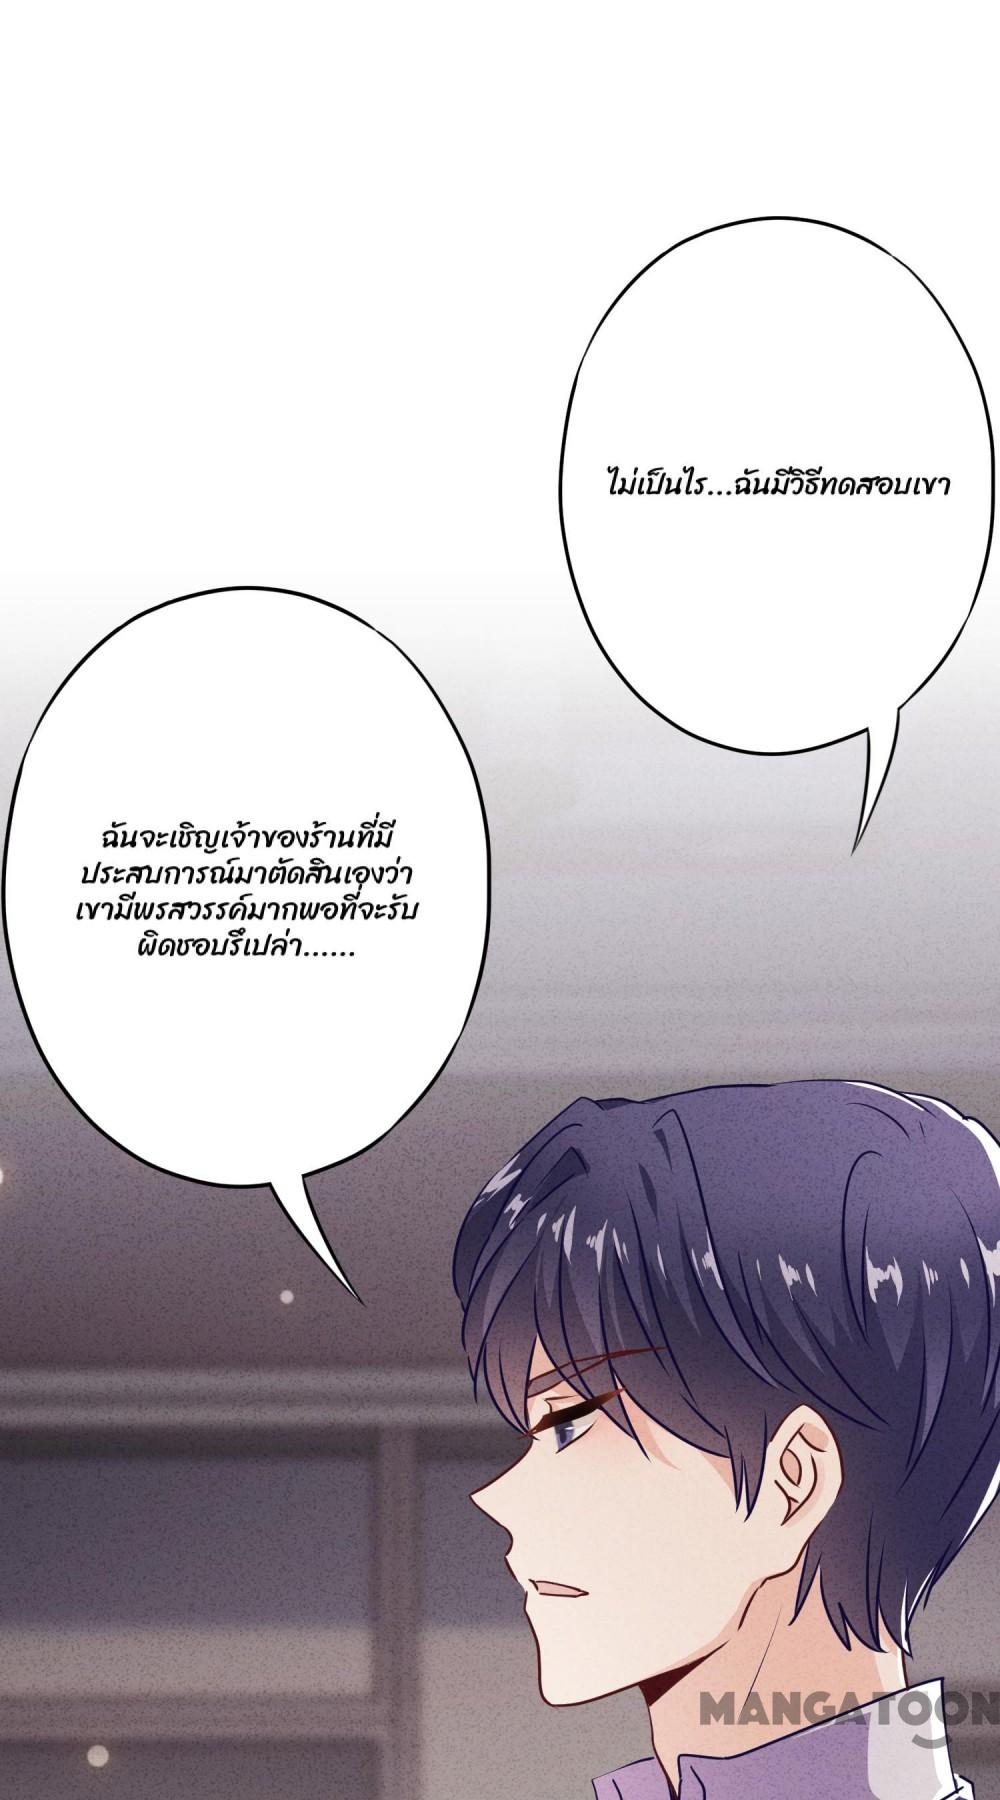 ไม่เป็นไร...ฉันมีวิธีทดสอบเขา
ฉันจะเชิญเจ้าของร้านที่มี
ประสบการณ์มาตัดสินเองว่า
เขามีพรสวรรค์มากพอที่จะรับ
ผิดชอบรึเปล่า......
MANGATOON